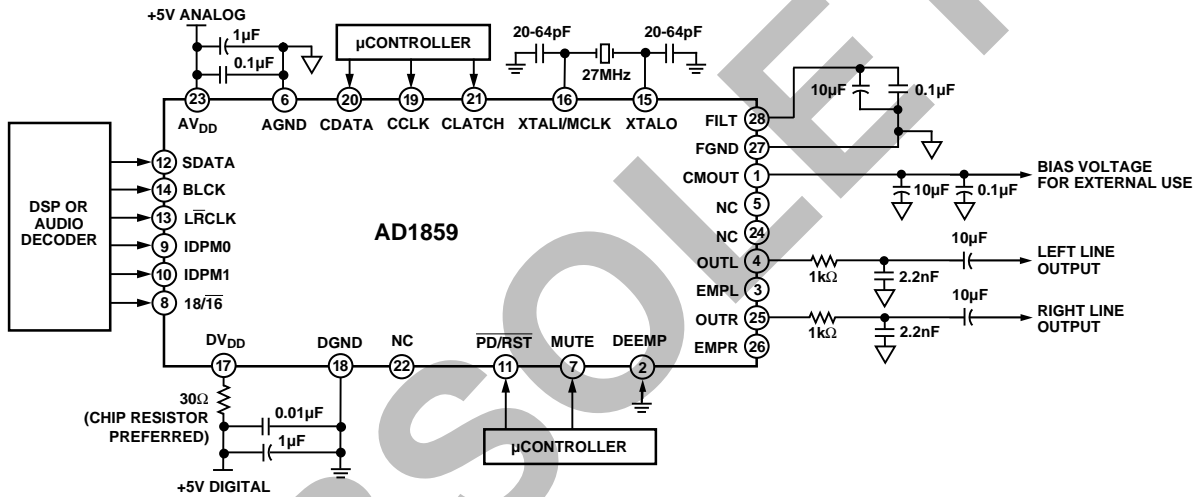 +5V ANALOG
1µF
0.1µF
µCONTROLLER
20-64pF
20-64pF
27MHz
10µF
0.1µF
23
6
20
19
21
16
15
AVDD
AGND
CDATA
CCLK
CLATCH
XTALI/MCLK
XTALO
FILT
28
FGND
27
CMOUT
1
BIAS VOLTAGE
FOR EXTERNAL USE
10µF
0.1µF
NC
5
NC
24
OUTL
4
1kΩ
2.2nF
10µF
LEFT LINE
OUTPUT
EMPL
3
OUTR
25
1kΩ
2.2nF
10µF
RIGHT LINE
OUTPUT
EMPR
26
DSP OR
AUDIO
DECODER
12
SDATA
14
BLCK
13
LRCLK
9
IDPM0
10
IDPM1
8
18/16
AD1859
DVDD
DGND
NC
PD/RST
MUTE
DEEMP
17
18
22
11
7
2
30Ω
(CHIP RESISTOR
PREFERRED)
0.01µF
1µF
+5V DIGITAL
µCONTROLLER
OBSOLETE